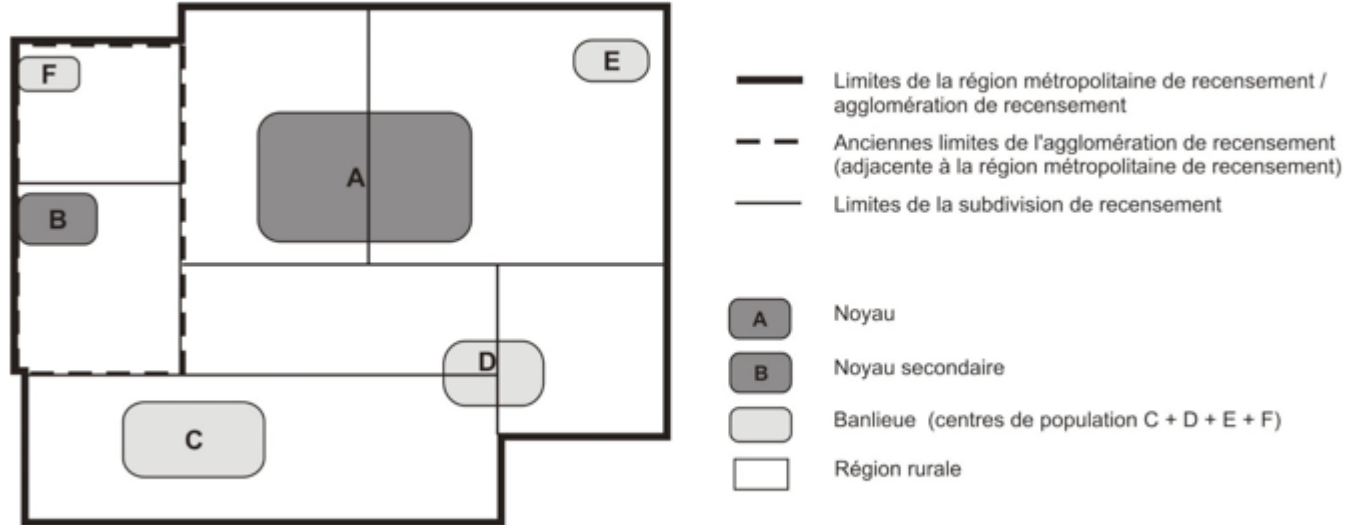 F
E
A
B
D
C
Limites de la région métropolitaine de recensement /
agglomération de recensement
Anciennes limites de l'agglomération de recensement
(adjacente à la région métropolitaine de recensement)
Limites de la subdivision de recensement
A Noyau
B Noyau secondaire
Banlieue (centres de population C + D + E + F)
Région rurale